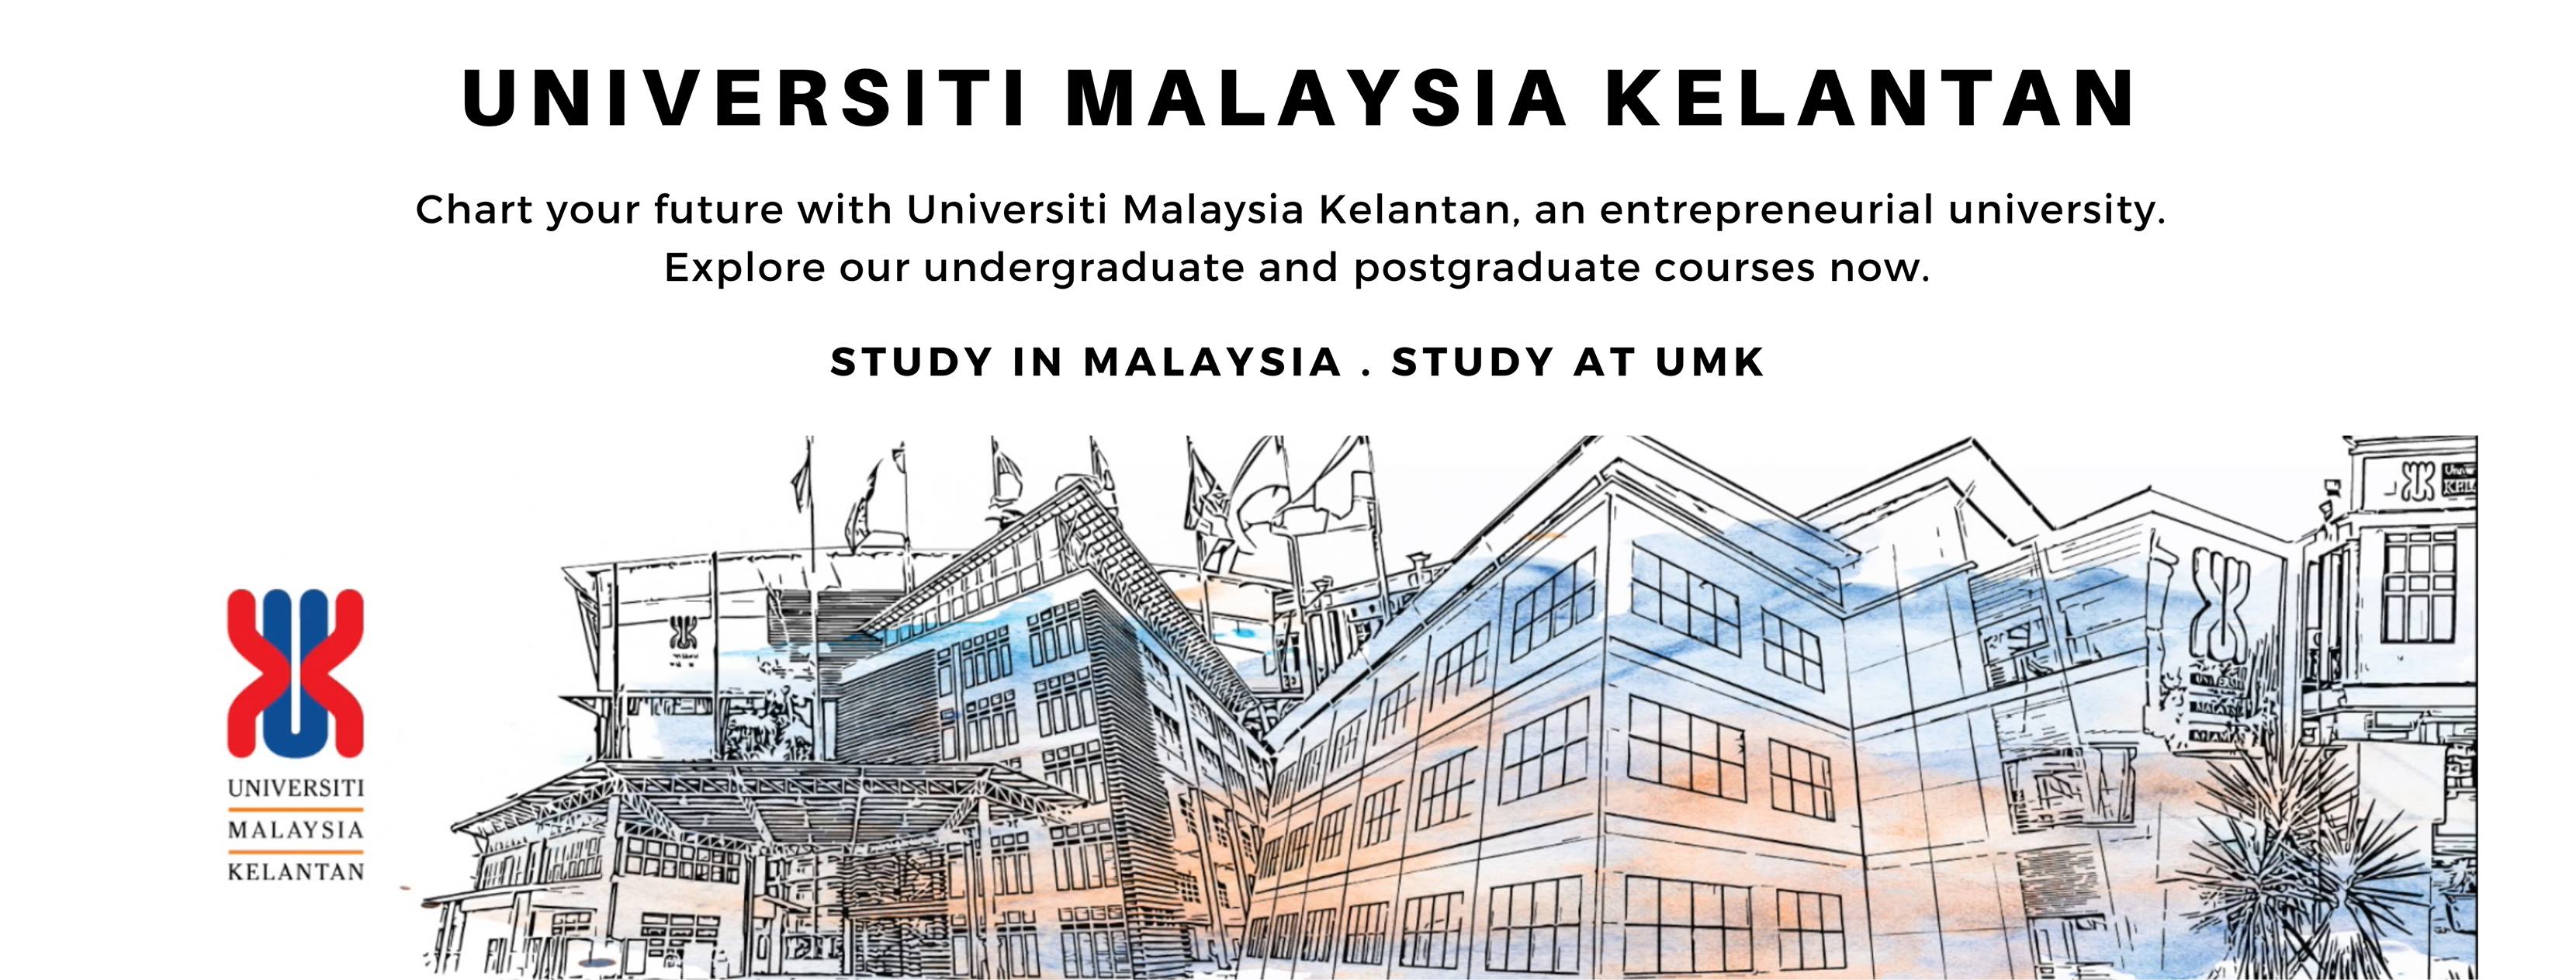 UNIVERSITI MALAYSIA KELANTAN
Chart your future with Universiti Malaysia Kelantan, an entrepreneurial university.
Explore our undergraduate and postgraduate courses now.
STUDY IN MALAYSIA . STUDY AT UMK
UNIVERSITI
MALAYSIA
KELANTAN